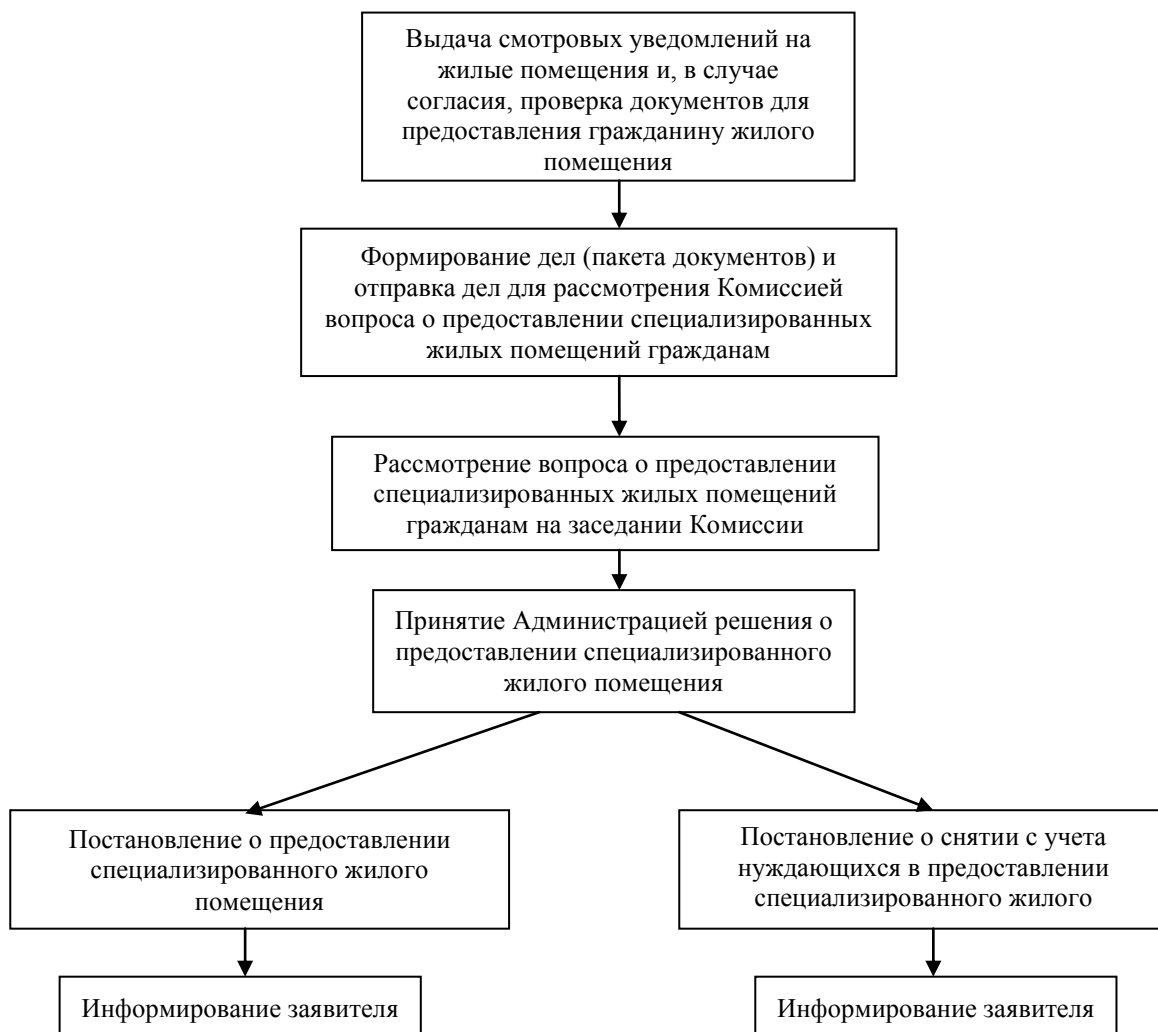 Выдача смотровых уведомлений на
жилые помещения и, в случае
согласия, проверка документов для
предоставления гражданину жилого
помещения
Формирование дел (пакета документов) и
отправка дел для рассмотрения Комиссией
вопроса о предоставлении специализированных
жилых помещений гражданам
Рассмотрение вопроса о предоставлении
специализированных жилых помещений
гражданам на заседании Комиссии
Принятие Администрацией решения о
предоставлении специализированного
жилого помещения
Постановление о предоставлении
специализированного жилого
помещения
Постановление о снятии с учета
нуждающихся в предоставлении
специализированного жилого
Информирование заявителя
Информирование заявителя